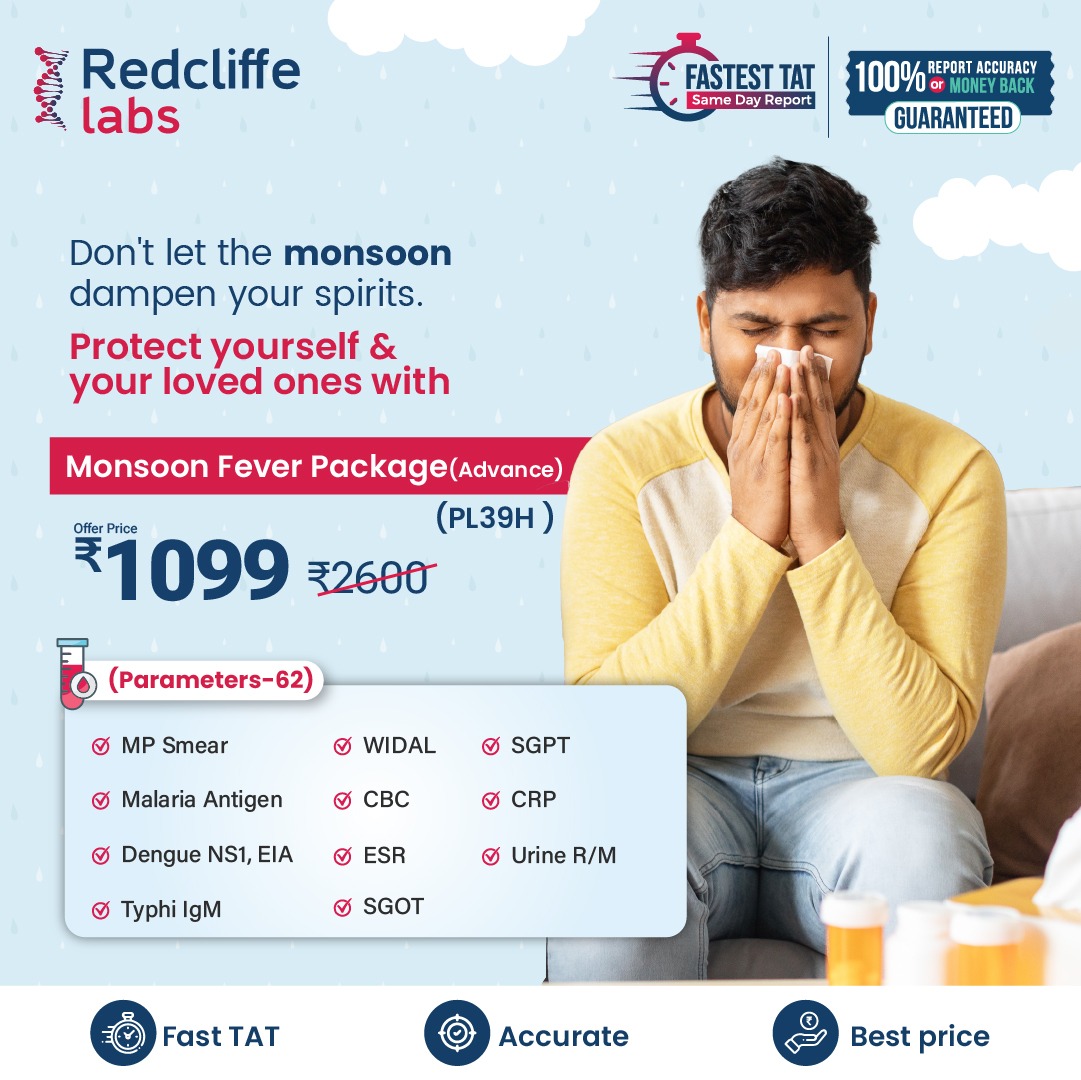 Redcliffe
labs
FASTEST TAT
Same Day Report
100% REPORT ACCURACY
or MONEY BACK
GUARANTEED
Don't let the monsoon
dampen your spirits.
Protect yourself &
your loved ones with
Monsoon Fever Package(Advance)
(PL39H )
Offer Price
₹1099 ₹2600
(Parameters-62)
MP Smear
Malaria Antigen
Dengue NS1, EIA
Typhi IgM
WIDAL
CBC
ESR
SGOT
SGPT
CRP
Urine R/M
Fast TAT
Accurate
₹
Best price